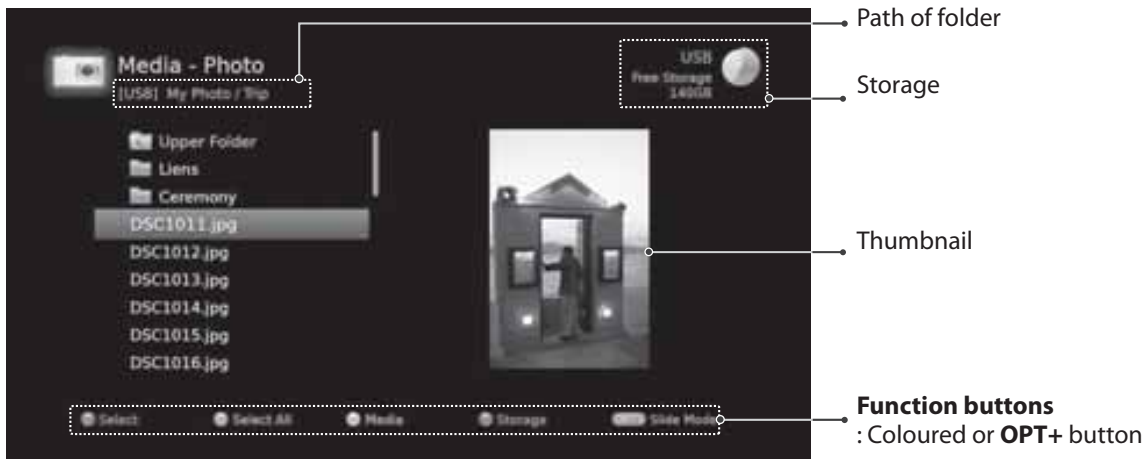 Path of folder
Media - Photo
[USB] My Photo / Trip
USB
Free Storage
140GB
Storage
Upper Folder
Liens
Ceremony
DSC1011.jpg
DSC1012.jpg
DSC1013.jpg
DSC1014.jpg
DSC1015.jpg
DSC1016.jpg
Thumbnail
Select
Select All
Media
Storage
Slide Mode
Function buttons
: Coloured or OPT+ button